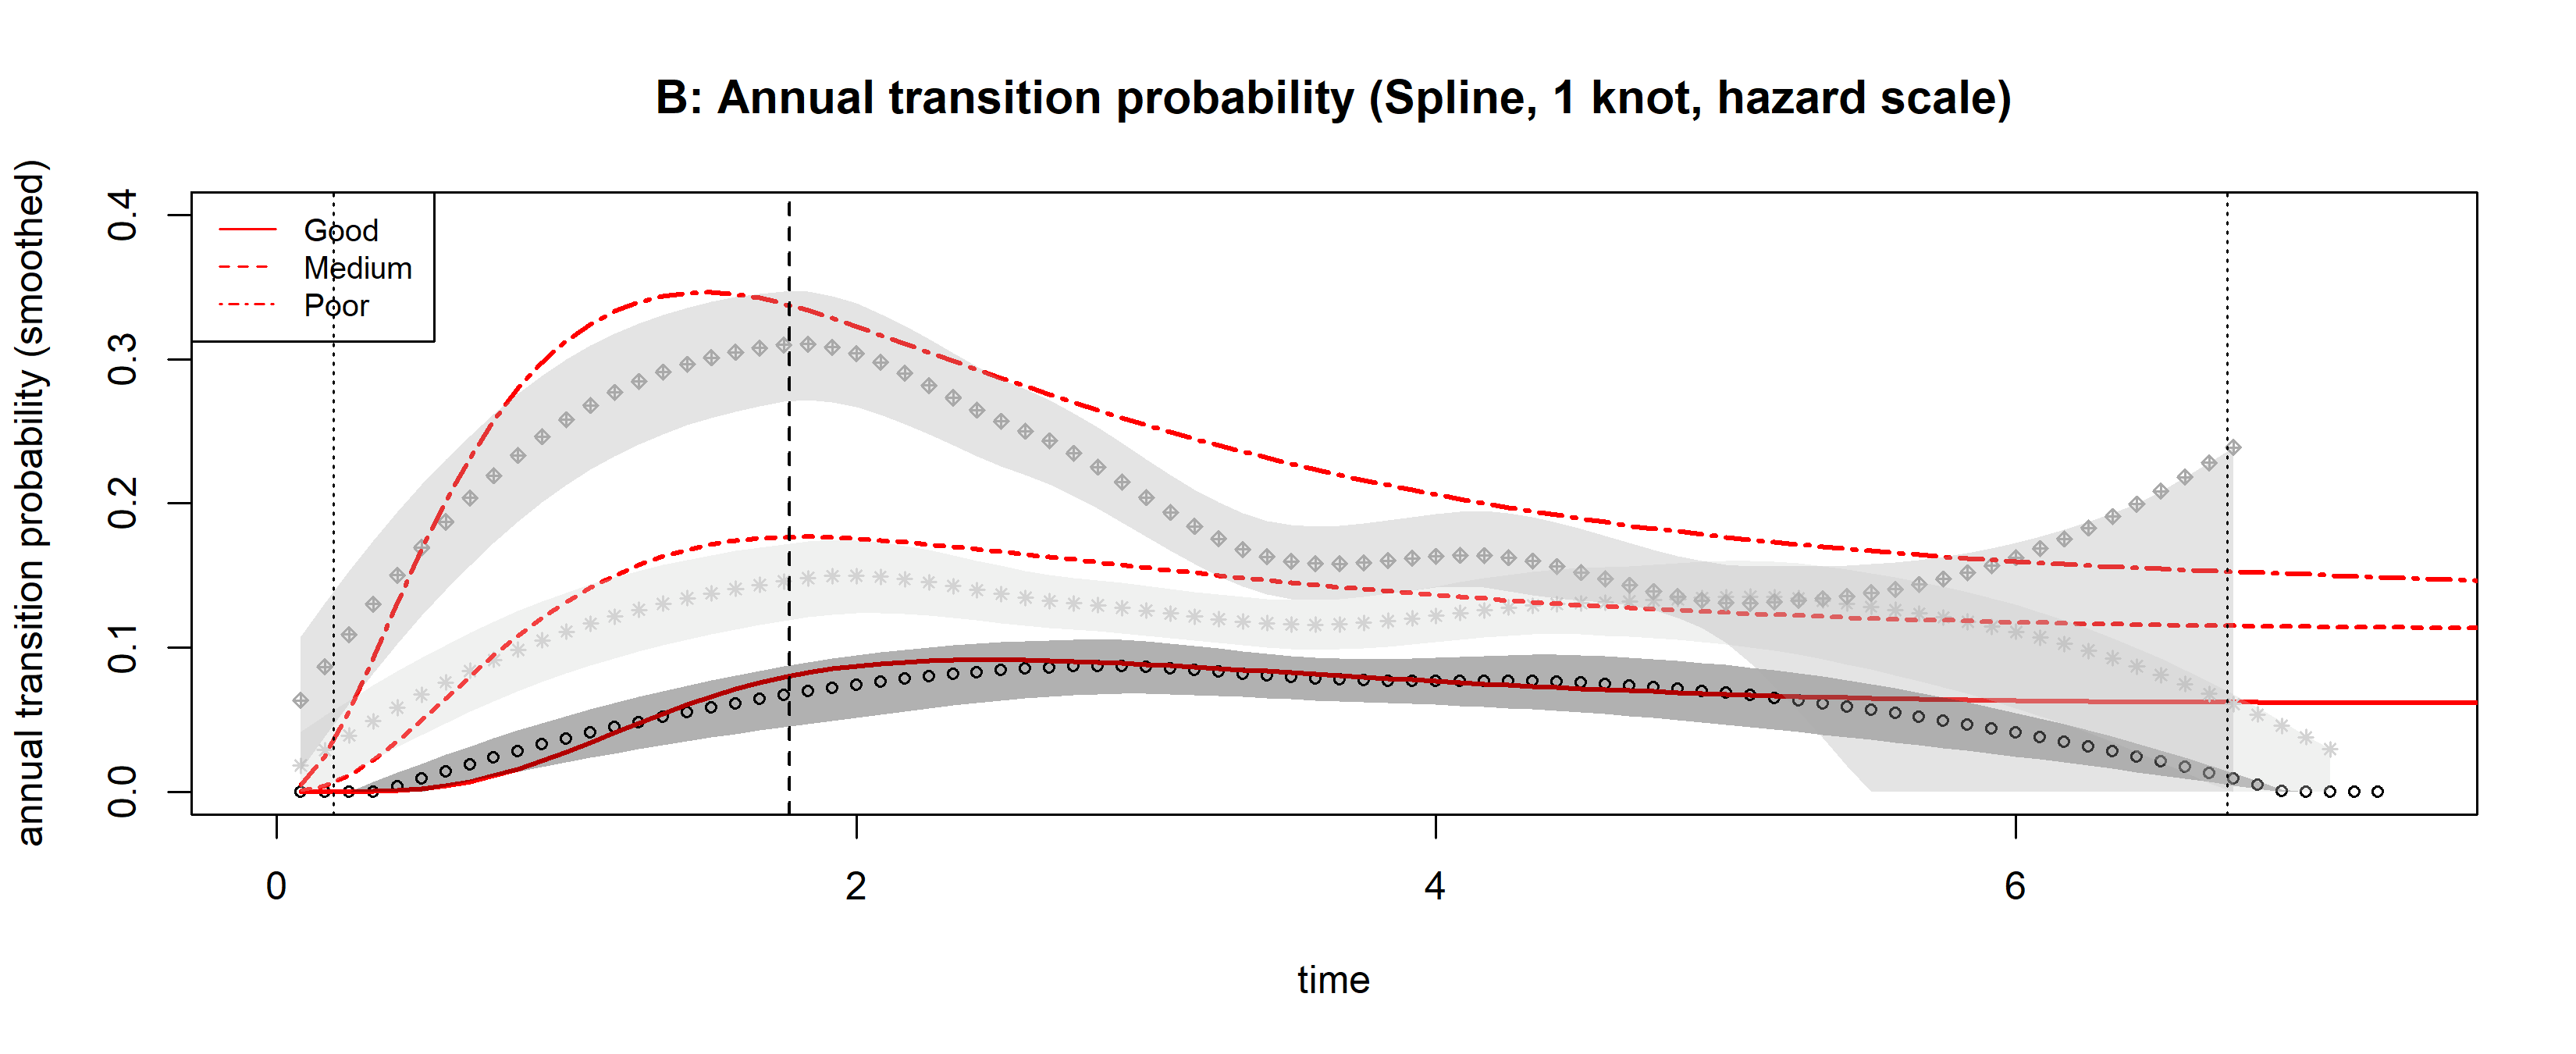 B: Annual transition probability (Spline, 1 knot, hazard scale)
annual transition probability (smoothed)
0.4
0.3
0.2
0.1
0.0
Good
Medium
Poor
0 2 4 6
time